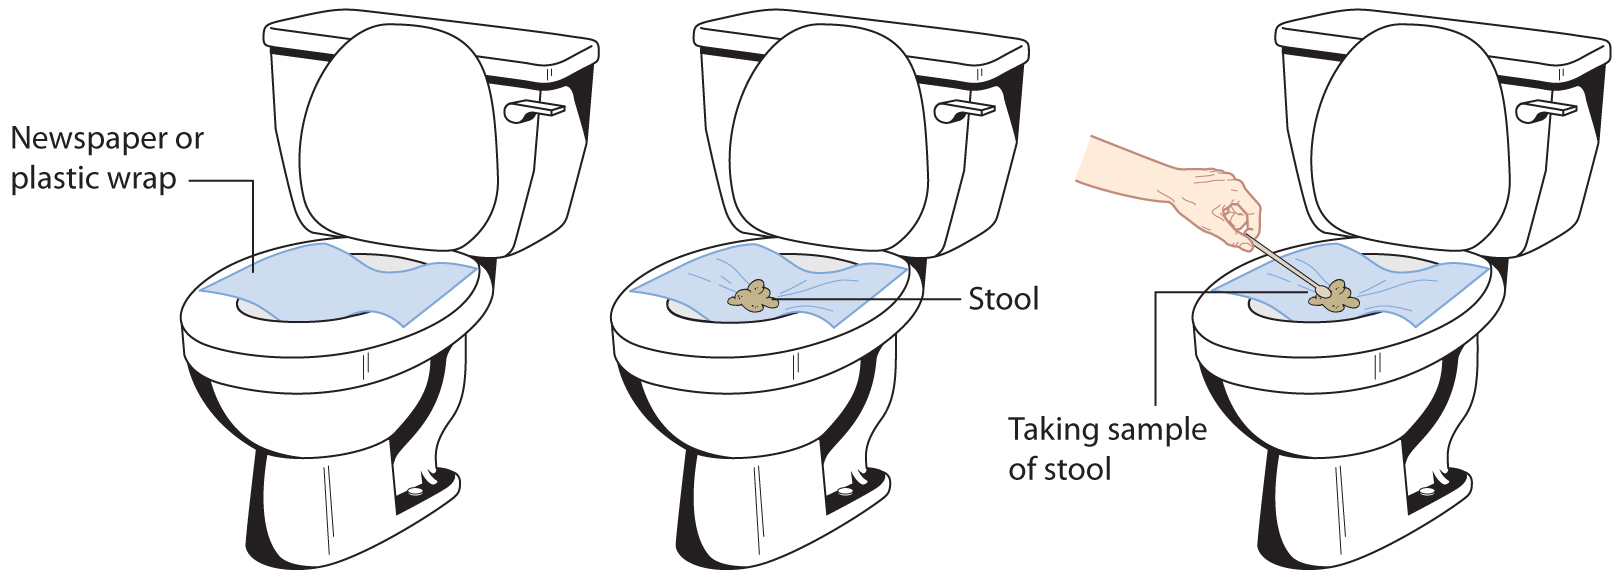 Newspaper or
plastic wrap
Stool
Taking sample
of stool